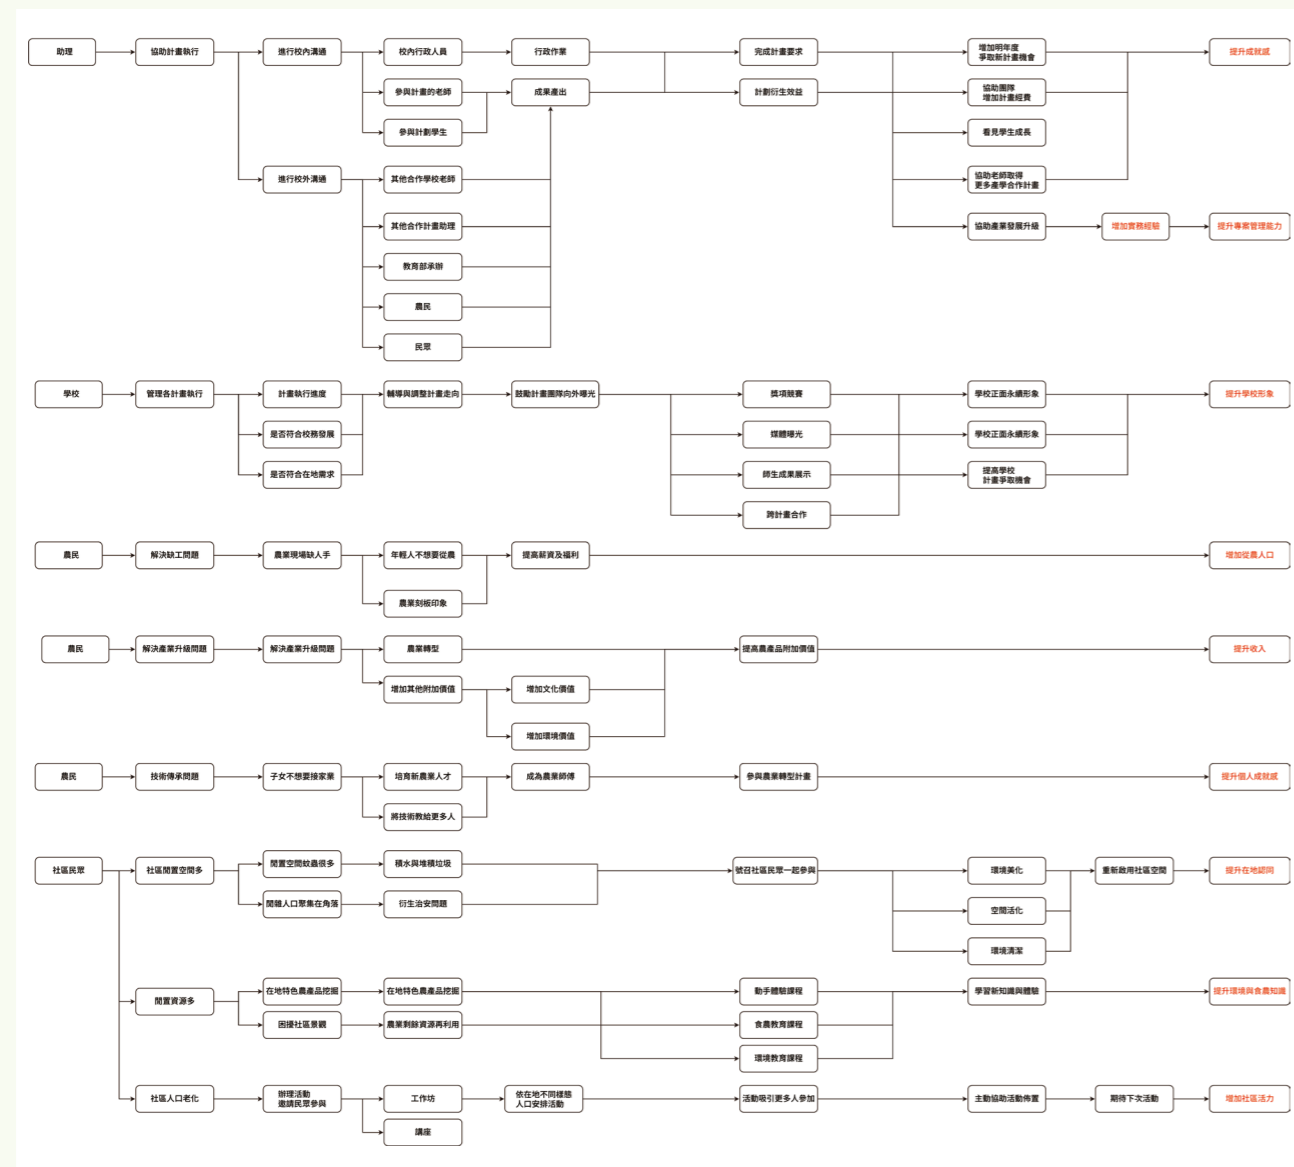 助理
協助計畫執行
進行校內溝通
校內行政人員
行政作業
完成計畫要求
增加明年度
爭取新計畫機會
提升成就感
參與計畫的老師
成果產出
計劃衍生效益
協助團隊
增加計畫經費
參與計劃學生
看見學生成長
進行校外溝通
其他合作學校老師
協助老師取得
更多產學合作計畫
其他合作計畫助理
協助產業發展升級
增加實務經驗
提升專案管理能力
教育部承辦
農民
民眾
學校
管理各計畫執行
計畫執行進度
輔導與調整計畫走向
鼓勵計畫團隊向外曝光
獎項競賽
學校正面永續形象
提升學校形象
是否符合校務發展
媒體曝光
學校正面永續形象
是否符合在地需求
師生成果展示
提高學校
計畫爭取機會
跨計畫合作
農民
解決缺工問題
農業現場缺人手
年輕人不想要從農
提高薪資及福利
增加從農人口
農業刻板印象
農民
解決產業升級問題
解決產業升級問題
農業轉型
提高農產品附加價值
提升收入
增加其他附加價值
增加文化價值
增加環境價值
農民
技術傳承問題
子女不想要接家業
培育新農業人才
成為農業師傅
參與農業轉型計畫
提升個人成就感
將技術教給更多人
社區民眾
社區閒置空間多
閒置空間蚊蟲很多
積水與堆積垃圾
號召社區民眾一起參與
環境美化
重新啟用社區空間
提升在地認同
閒雜人口聚集在角落
衍生治安問題
空間活化
環境清潔
閒置資源多
在地特色農產品挖掘
在地特色農產品挖掘
動手體驗課程
學習新知識與體驗
提升環境與食農知識
困擾社區景觀
農業剩餘資源再利用
食農教育課程
環境教育課程
社區人口老化
辦理活動
邀請民眾參與
工作坊
依在地不同樣態
人口安排活動
活動吸引更多人參加
主動協助活動佈置
期待下次活動
增加社區活力
講座